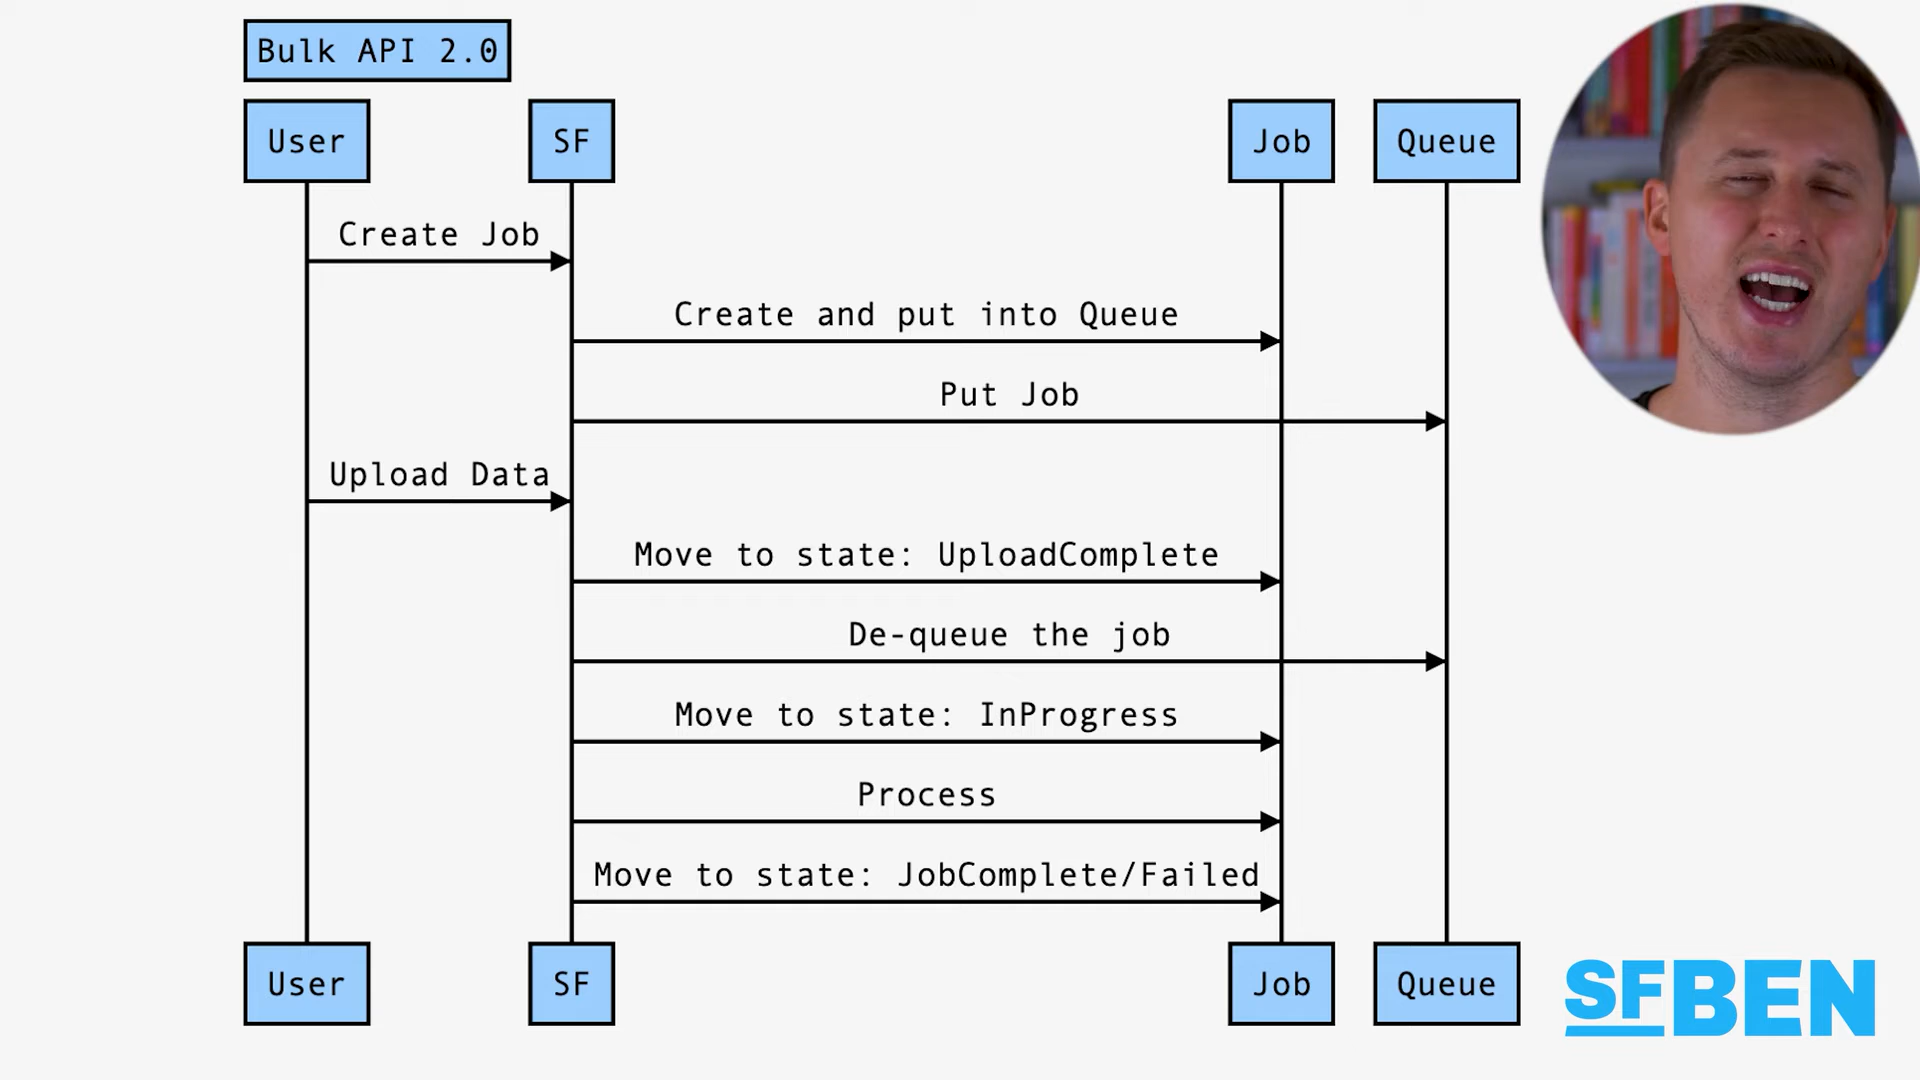 Bulk API 2.0
User
SF
Job
Queue
Create Job
Create and put into Queue
Put Job
Upload Data
Move to state: UploadComplete
De-queue the job
Move to state: InProgress
Process
Move to state: JobComplete/Failed
User
SF
Job
Queue
SFBEN